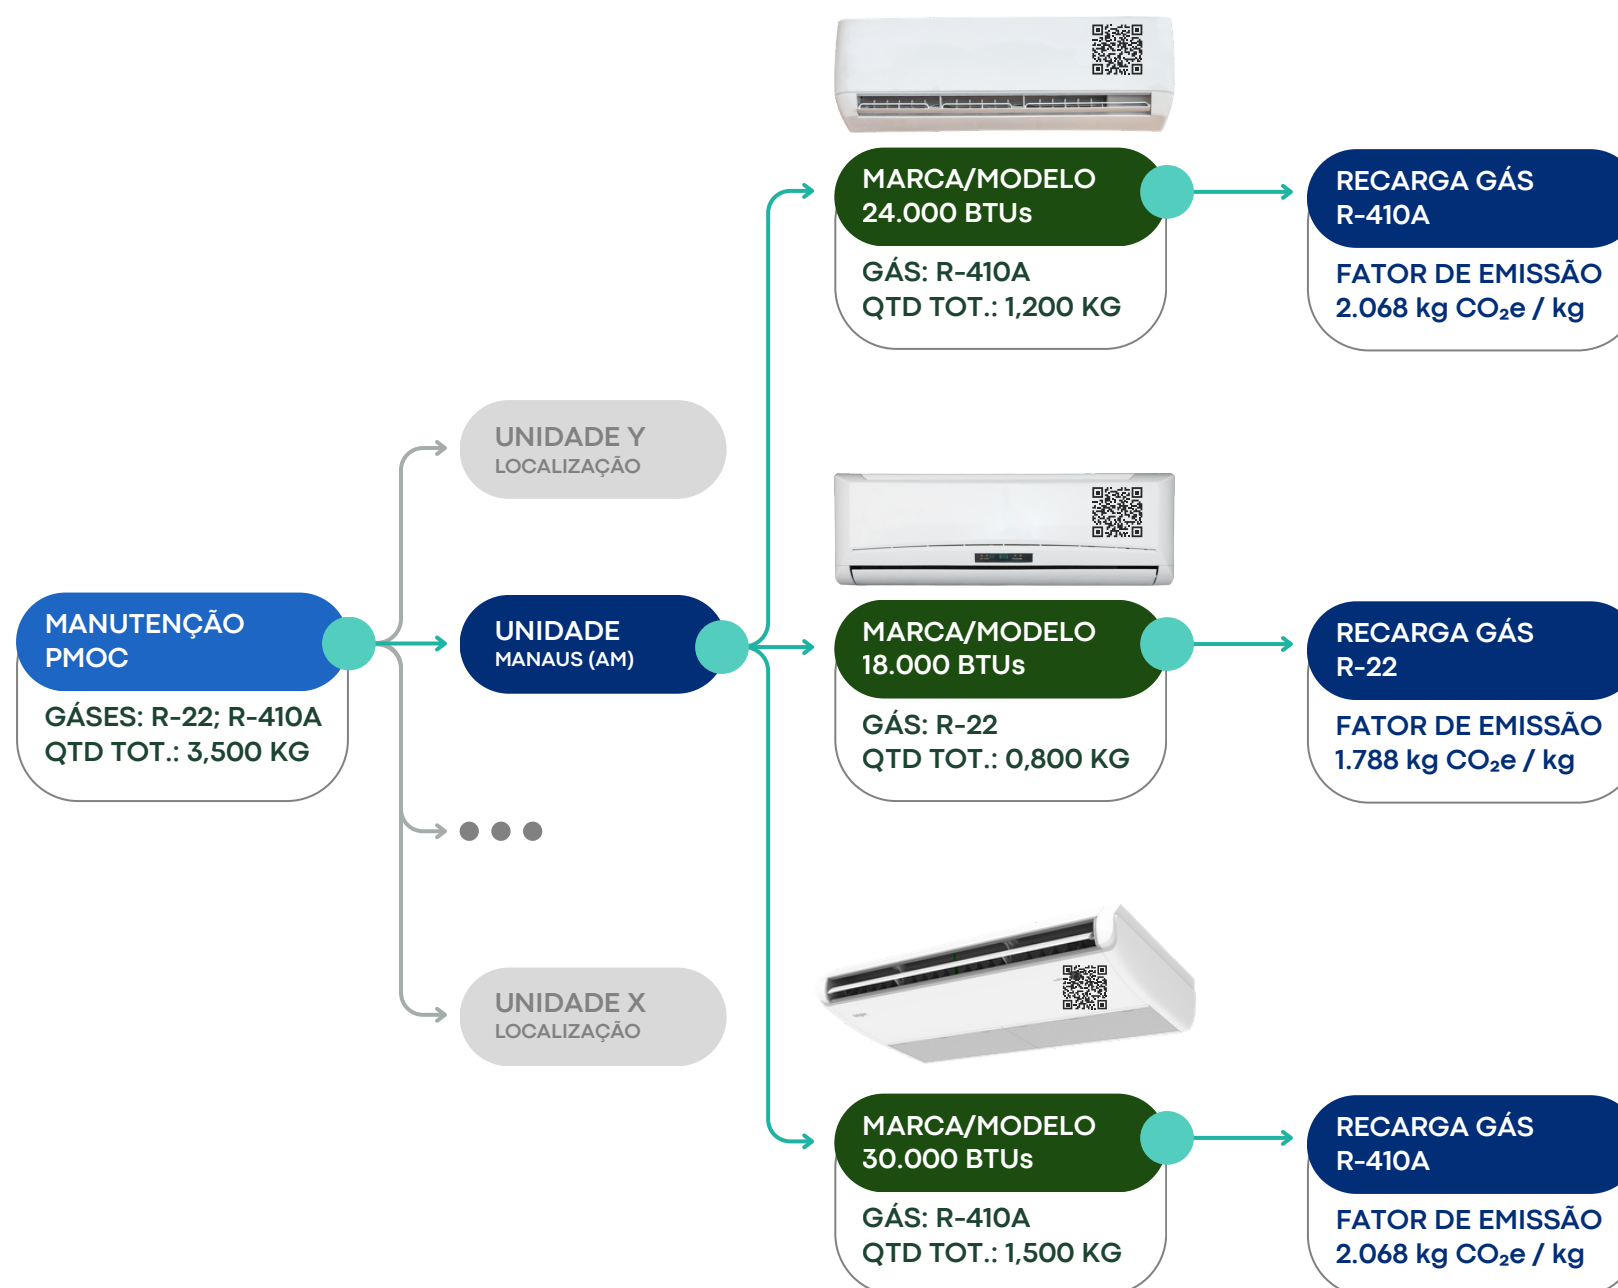 MARCA/MODELO
24.000 BTUs
GÁS: R-410A
QTD TOT.: 1,200 KG
RECARGA GÁS
R-410A
FATOR DE EMISSÃO
2.068 kg CO₂e / kg
UNIDADE Y
LOCALIZAÇÃO
MANUTENÇÃO
PMOC
GÁSES: R-22; R-410A
QTD TOT.: 3,500 KG
UNIDADE
MANAUS (AM)
MARCA/MODELO
18.000 BTUs
GÁS: R-22
QTD TOT.: 0,800 KG
RECARGA GÁS
R-22
FATOR DE EMISSÃO
1.788 kg CO₂e / kg
UNIDADE X
LOCALIZAÇÃO
MARCA/MODELO
30.000 BTUs
GÁS: R-410A
QTD TOT.: 1,500 KG
RECARGA GÁS
R-410A
FATOR DE EMISSÃO
2.068 kg CO₂e / kg